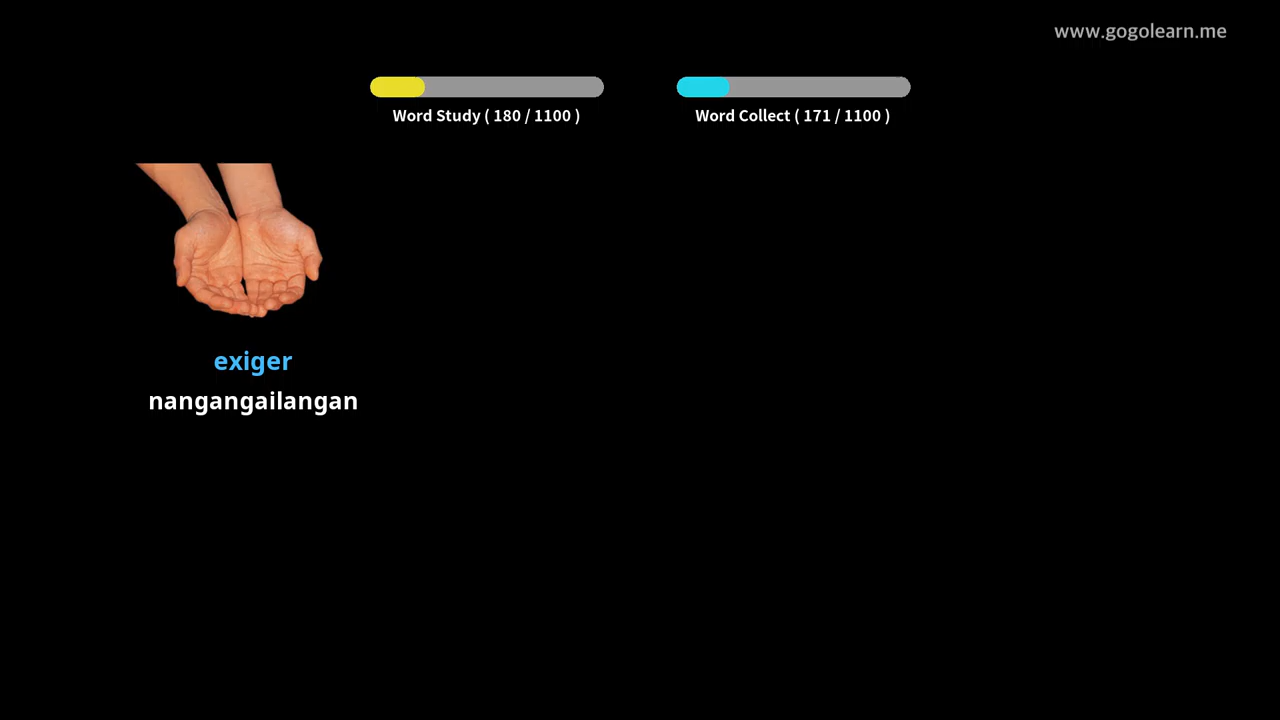 www.gogolearn.me
Word Study ( 180 / 1100 )
Word Collect ( 171 / 1100 )
exiger
nangangailangan